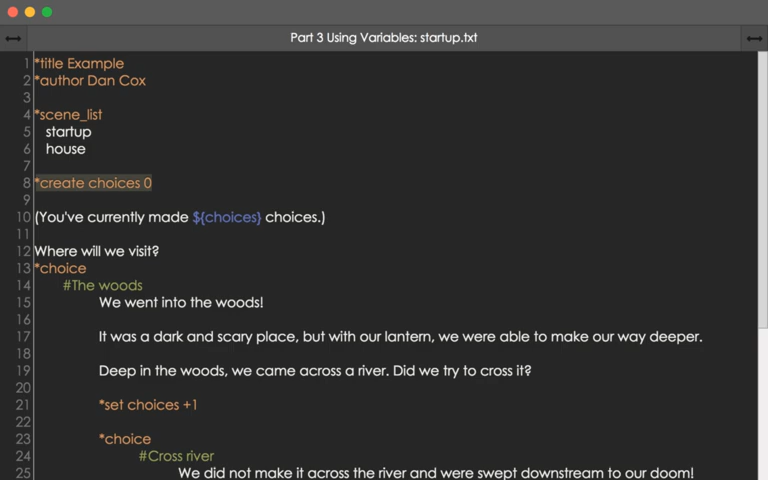 Part 3 Using Variables: startup.txt
1 *title Example
2 *author Dan Cox
3
4 *scene_list
5 startup
6 house
7
8 *create choices 0
9
10 (You've currently made ${choices} choices.)
11
12 Where will we visit?
13 *choice
14 #The woods
15 We went into the woods!
16
17 It was a dark and scary place, but with our lantern, we were able to make our way deeper.
18
19 Deep in the woods, we came across a river. Did we try to cross it?
20
21 *set choices +1
22
23 *choice
24 #Cross river
25 We did not make it across the river and were swept downstream to our doom!